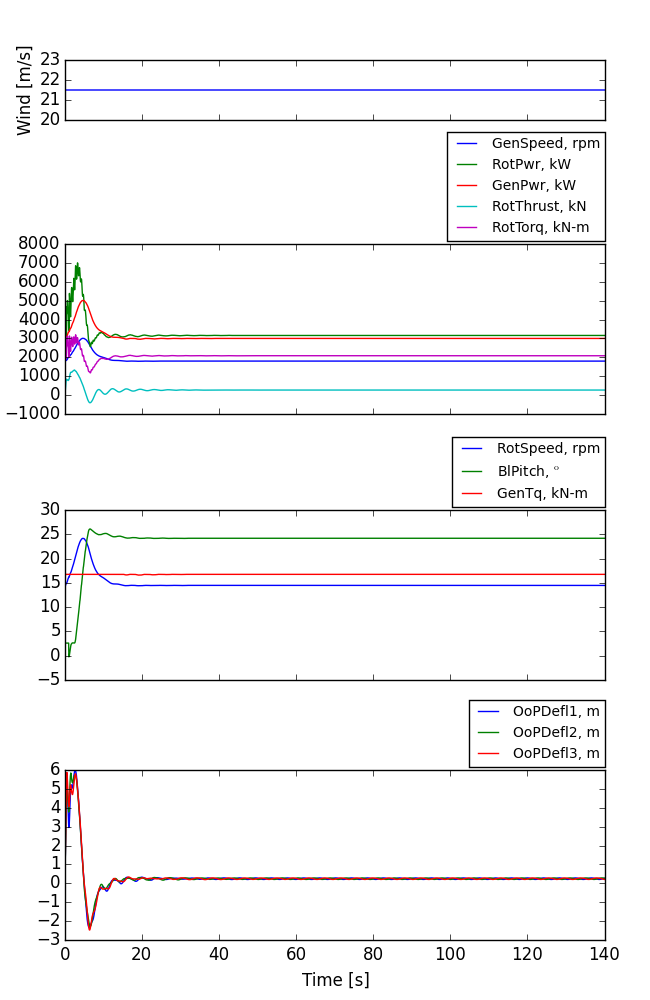 Wind [m/s]
23
22
21
20
GenSpeed, rpm
RotPwr, kW
GenPwr, kW
RotThrust, kN
RotTorq, kN-m
8000
7000
6000
5000
4000
3000
2000
1000
0
−1000
RotSpeed, rpm
BlPitch, °
GenTq, kN-m
30
25
20
15
10
5
0
−5
OoPDefl1, m
OoPDefl2, m
OoPDefl3, m
6
5
4
3
2
1
0
−1
−2
−3
0 20 40 60 80 100 120 140
Time [s]